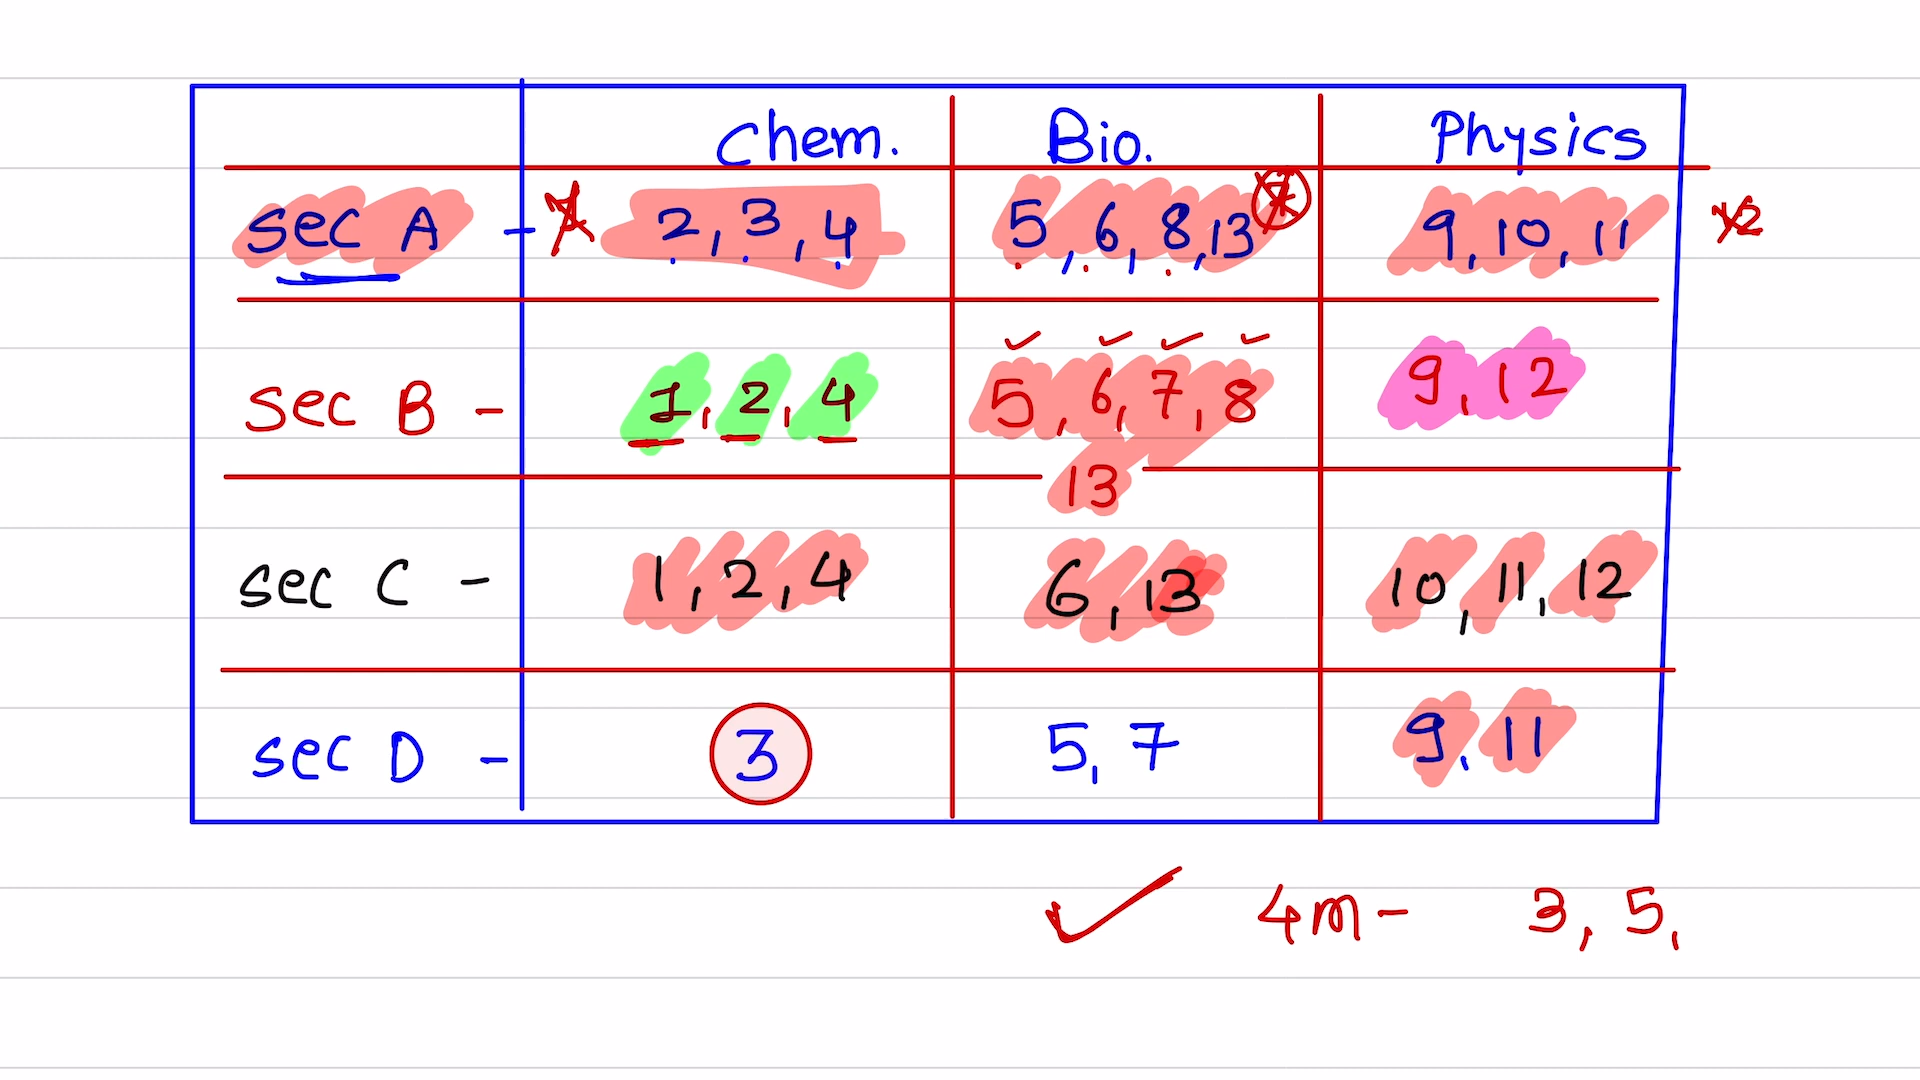 Chem. Bio. Physics
sec A - 2, 3, 4 5, 6, 8, 13 9, 10, 11
sec B - 1, 2, 4 5, 6, 7, 8 9, 12
13
sec C - 1, 2, 4 6, 13 10, 11, 12
sec D - 3 5, 7 9, 11
4m - 3, 5,